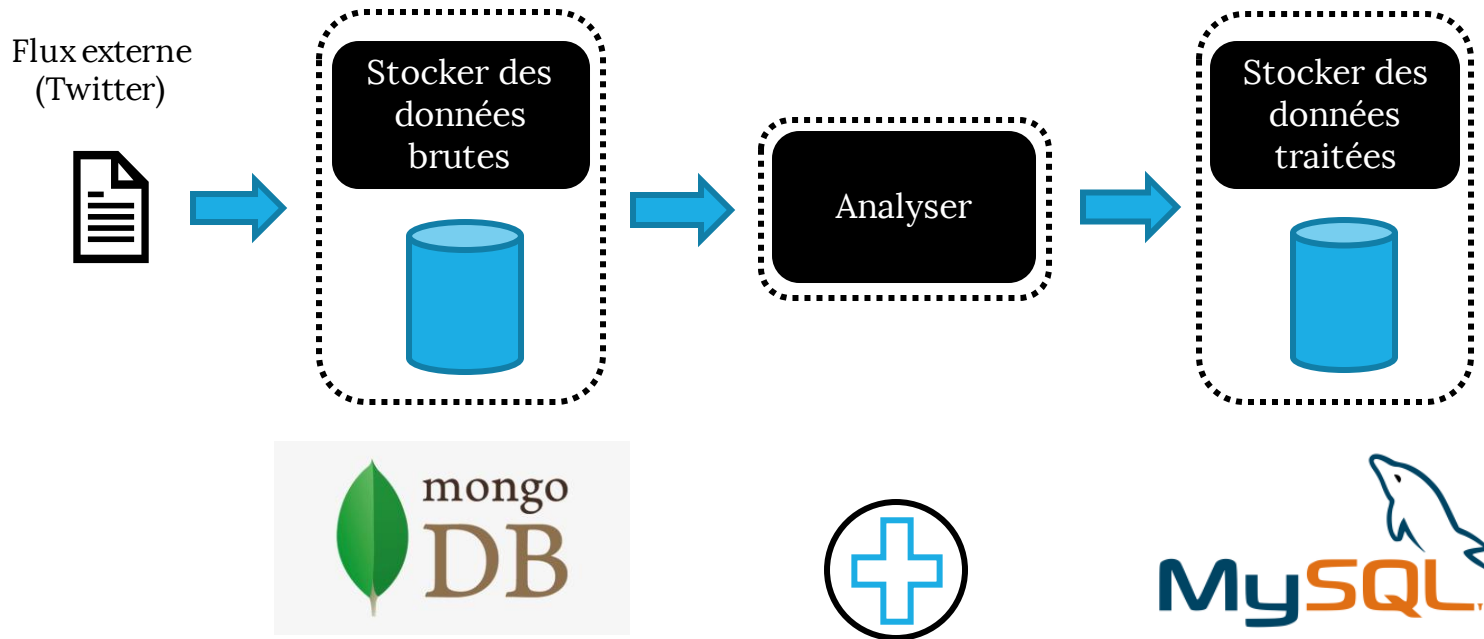 Flux externe
(Twitter)
Stocker des
données
brutes
Analyser
Stocker des
données
traitées
mongo
DB
MySQL